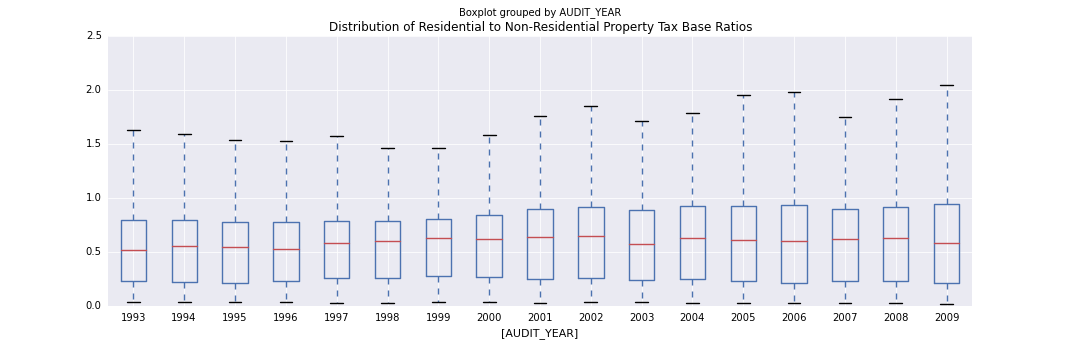 Boxplot grouped by AUDIT_YEAR
Distribution of Residential to Non-Residential Property Tax Base Ratios
2.5
2.0
1.5
1.0
0.5
0.0
1993 1994 1995 1996 1997 1998 1999 2000 2001 2002 2003 2004 2005 2006 2007 2008 2009
[AUDIT_YEAR]